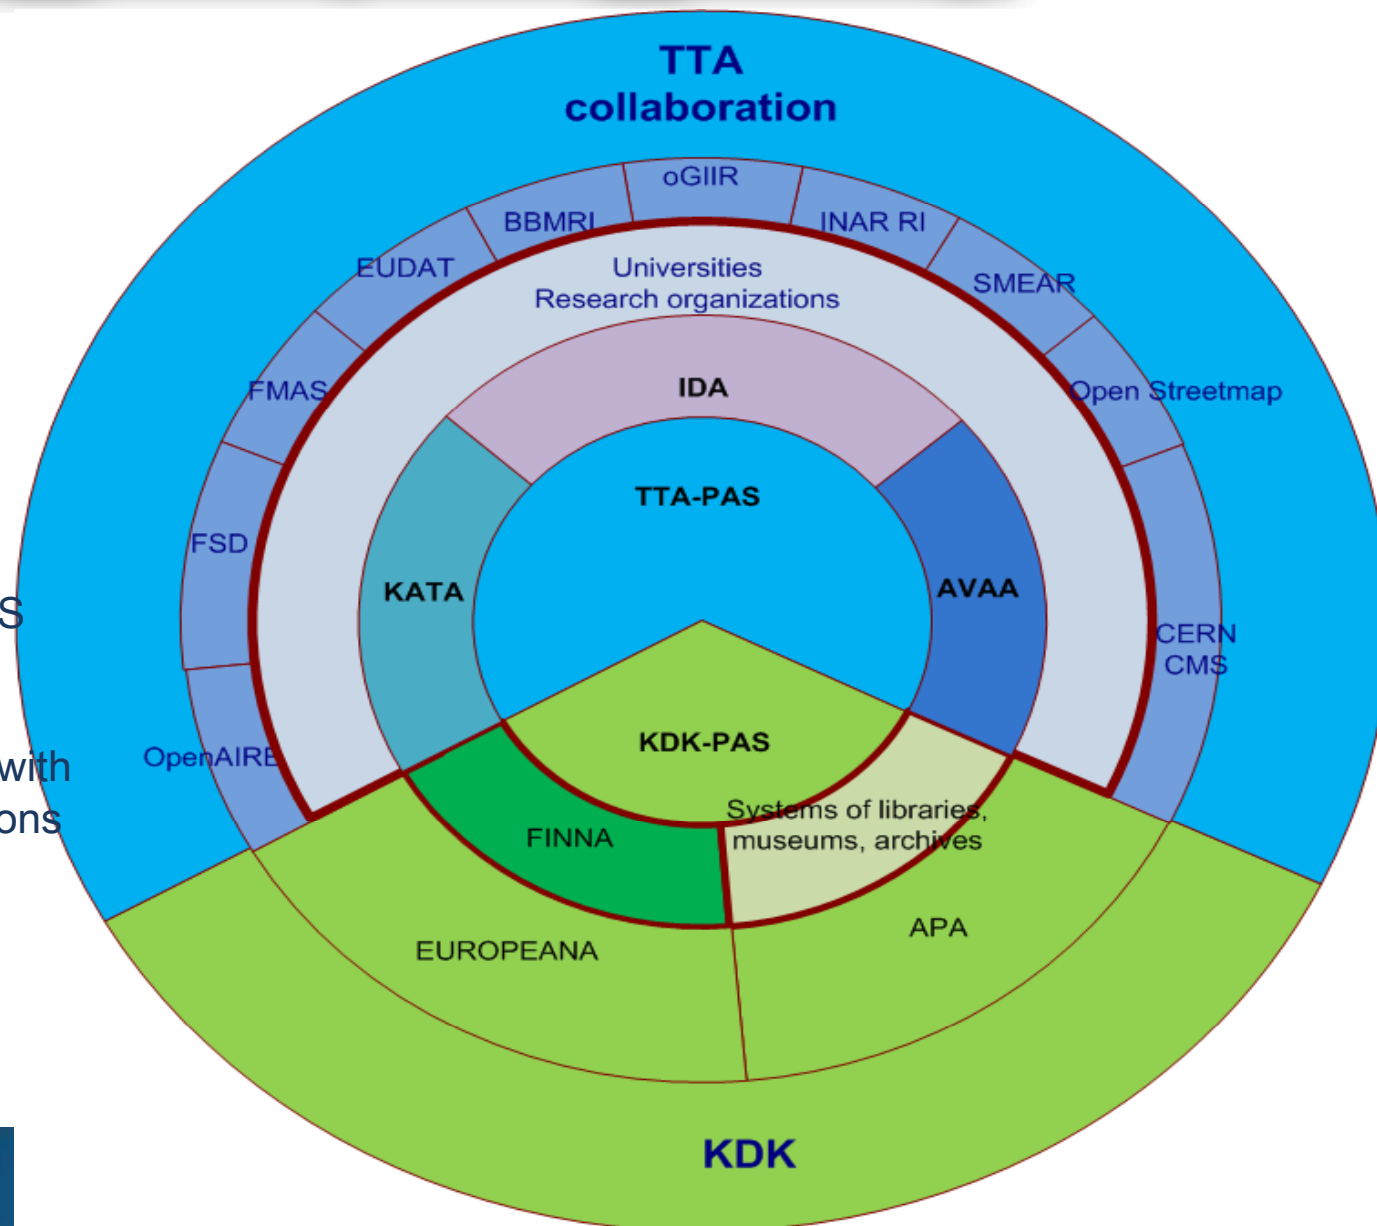 TTA
collaboration
oGIIR
BBMRI
INAR RI
EUDAT
Universities
SMEAR
Research organizations
FMAS
IDA
Open Streetmap
TTA-PAS
FSD
KATA
AVAA
S
CERN
CMS
OpenAIRE
KDK-PAS
with
ons
Systems of libraries,
museums, archives
FINNA
EUROPEANA
APA
KDK